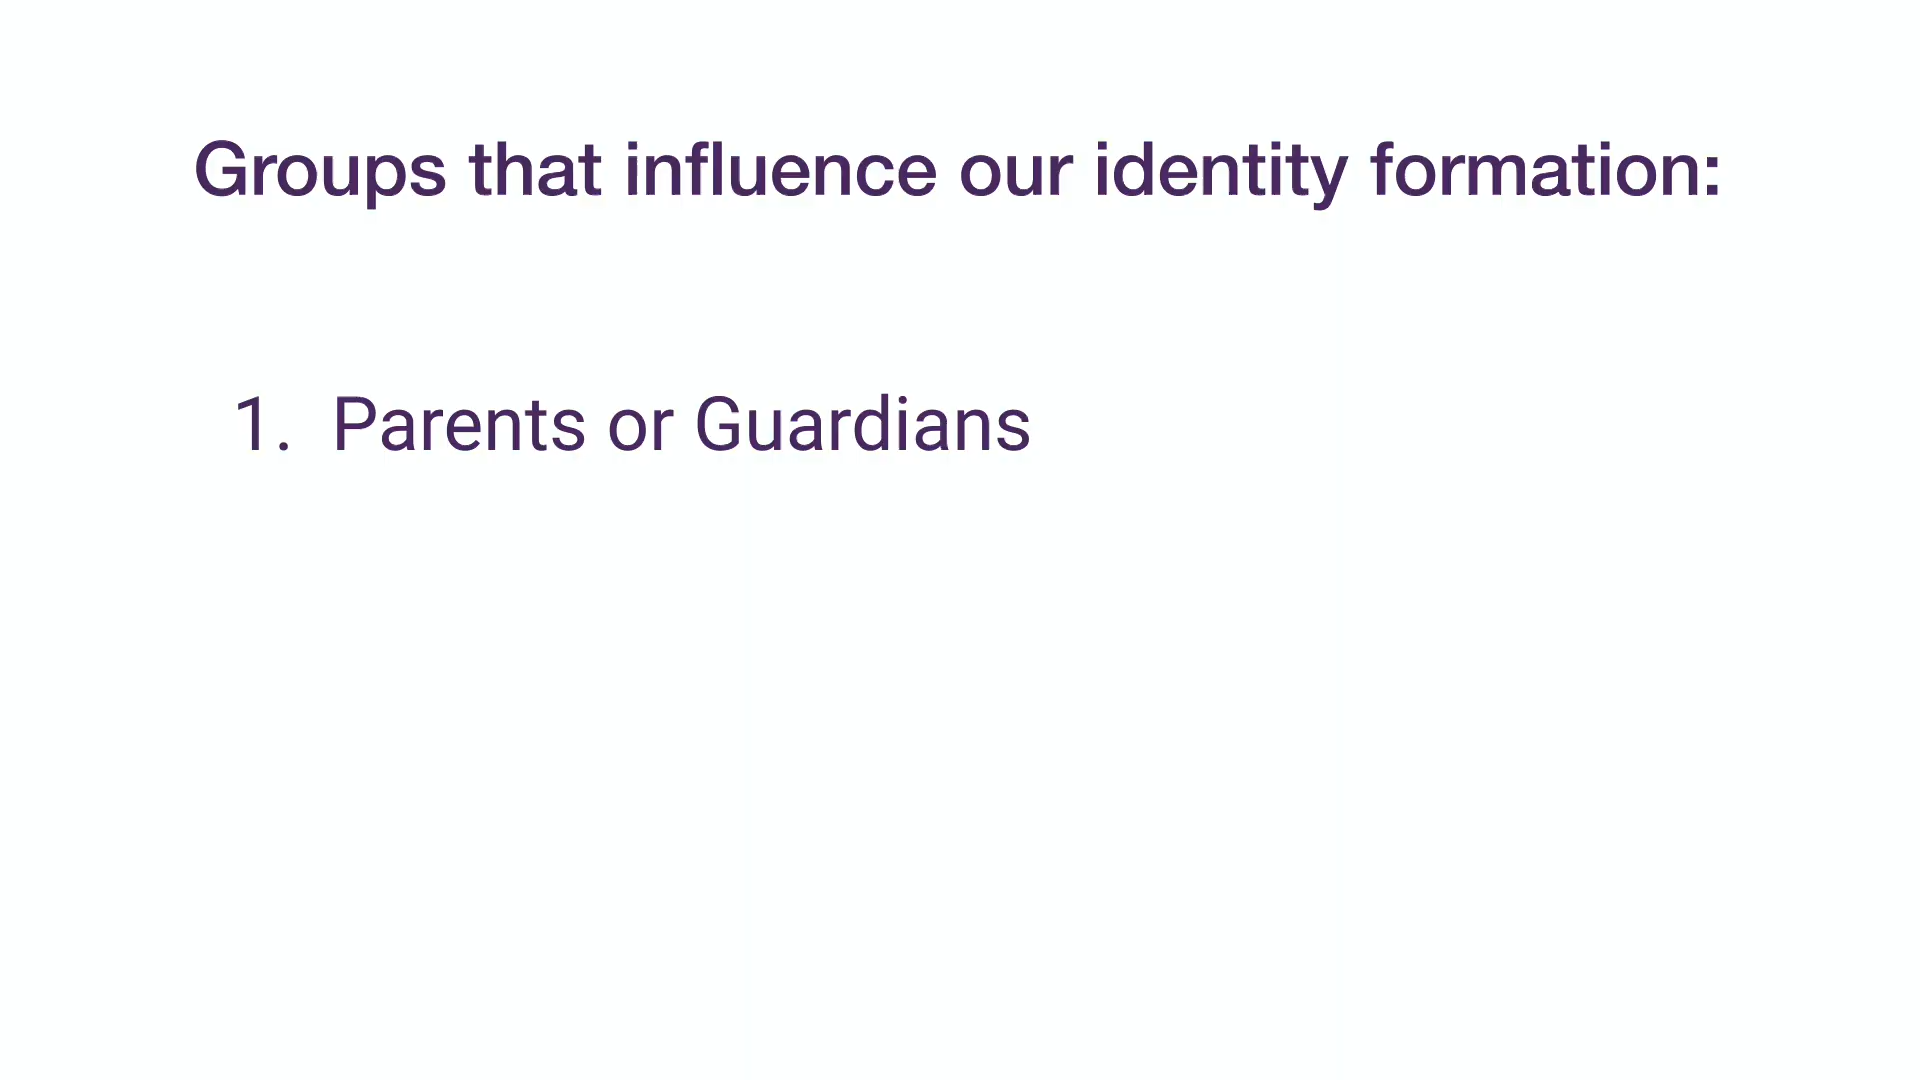 Groups that influence our identity formation:
1. Parents or Guardians